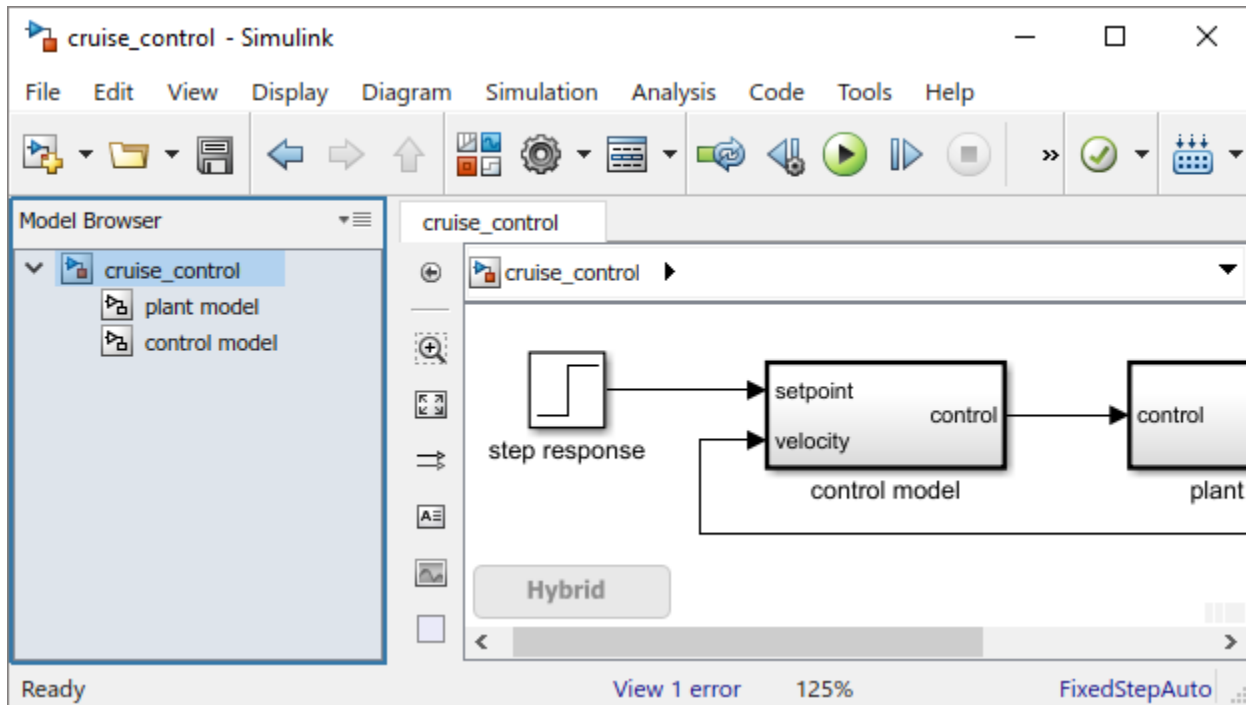 cruise_control - Simulink
File Edit View Display Diagram Simulation Analysis Code Tools Help
Model Browser
cruise_control
plant model
control model
cruise_control
cruise_control
step response
setpoint
velocity
control
control model
control
plant
Hybrid
Ready View 1 error 125% FixedStepAuto